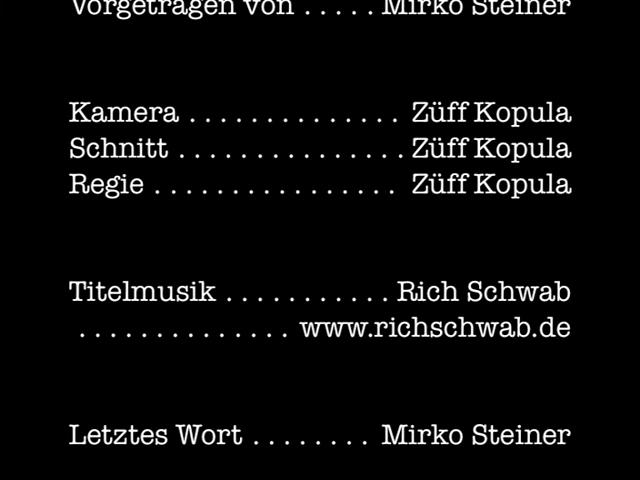 Vorgetragen von . . . . . Mirko Steiner
Kamera . . . . . . . . . . . . . . Züff Kopula
Schnitt . . . . . . . . . . . . . . . Züff Kopula
Regie . . . . . . . . . . . . . . . . Züff Kopula
Titelmusik . . . . . . . . . . . Rich Schwab
. . . . . . . . . . . . . . www.richschwab.de
Letztes Wort . . . . . . . . Mirko Steiner